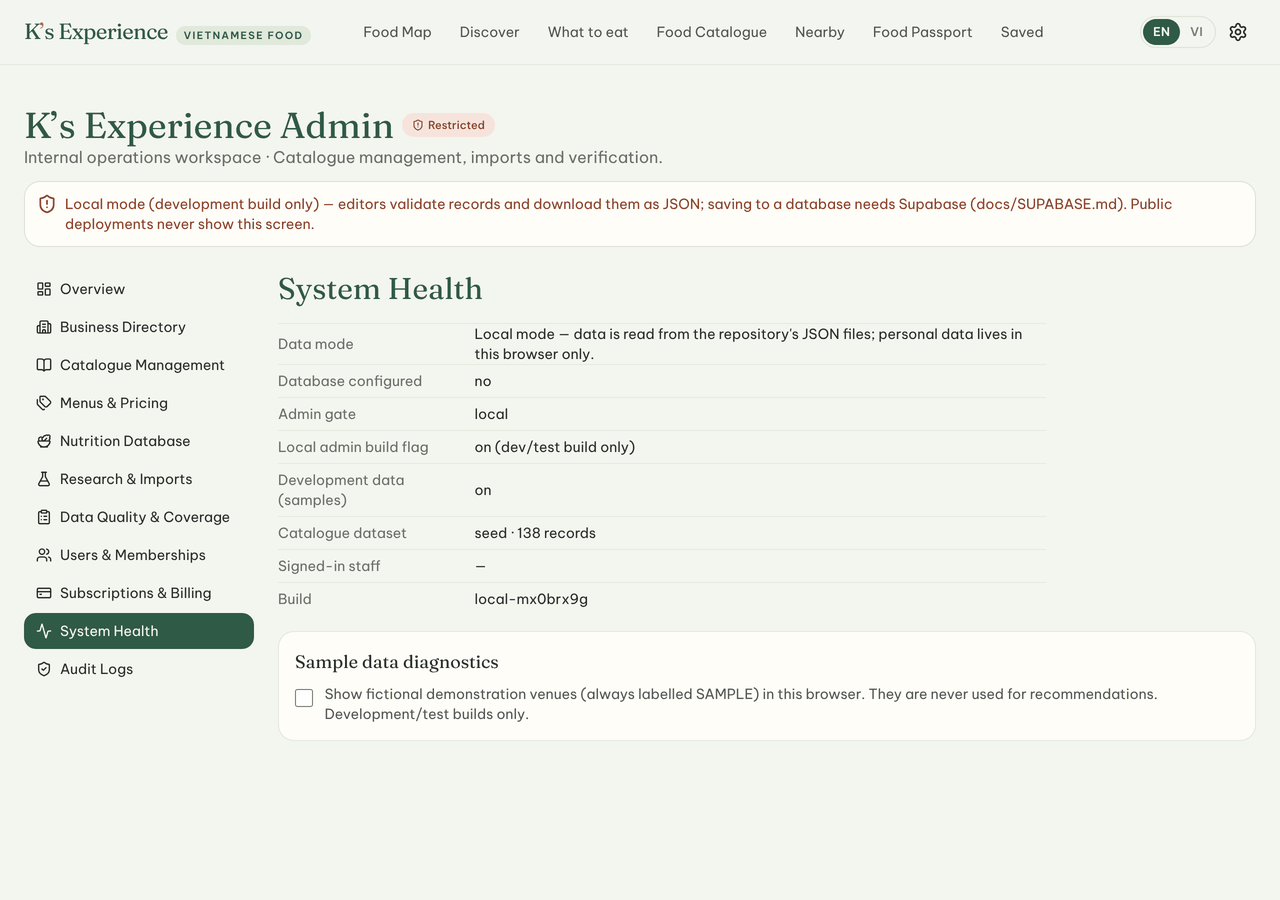 K's Experience VIETNAMESE FOOD Food Map Discover What to eat Food Catalogue Nearby Food Passport Saved EN VI
K’s Experience Admin Restricted
Internal operations workspace · Catalogue management, imports and verification.
Local mode (development build only) — editors validate records and download them as JSON; saving to a database needs Supabase (docs/SUPABASE.md). Public
deployments never show this screen.
Overview
Business Directory
Catalogue Management
Menus & Pricing
Nutrition Database
Research & Imports
Data Quality & Coverage
Users & Memberships
Subscriptions & Billing
System Health
Audit Logs
System Health
Data mode Local mode — data is read from the repository's JSON files; personal data lives in
this browser only.
Database configured no
Admin gate local
Local admin build flag on (dev/test build only)
Development data
(samples) on
Catalogue dataset seed · 138 records
Signed-in staff —
Build local-mx0brx9g
Sample data diagnostics
Show fictional demonstration venues (always labelled SAMPLE) in this browser. They are never used for recommendations.
Development/test builds only.